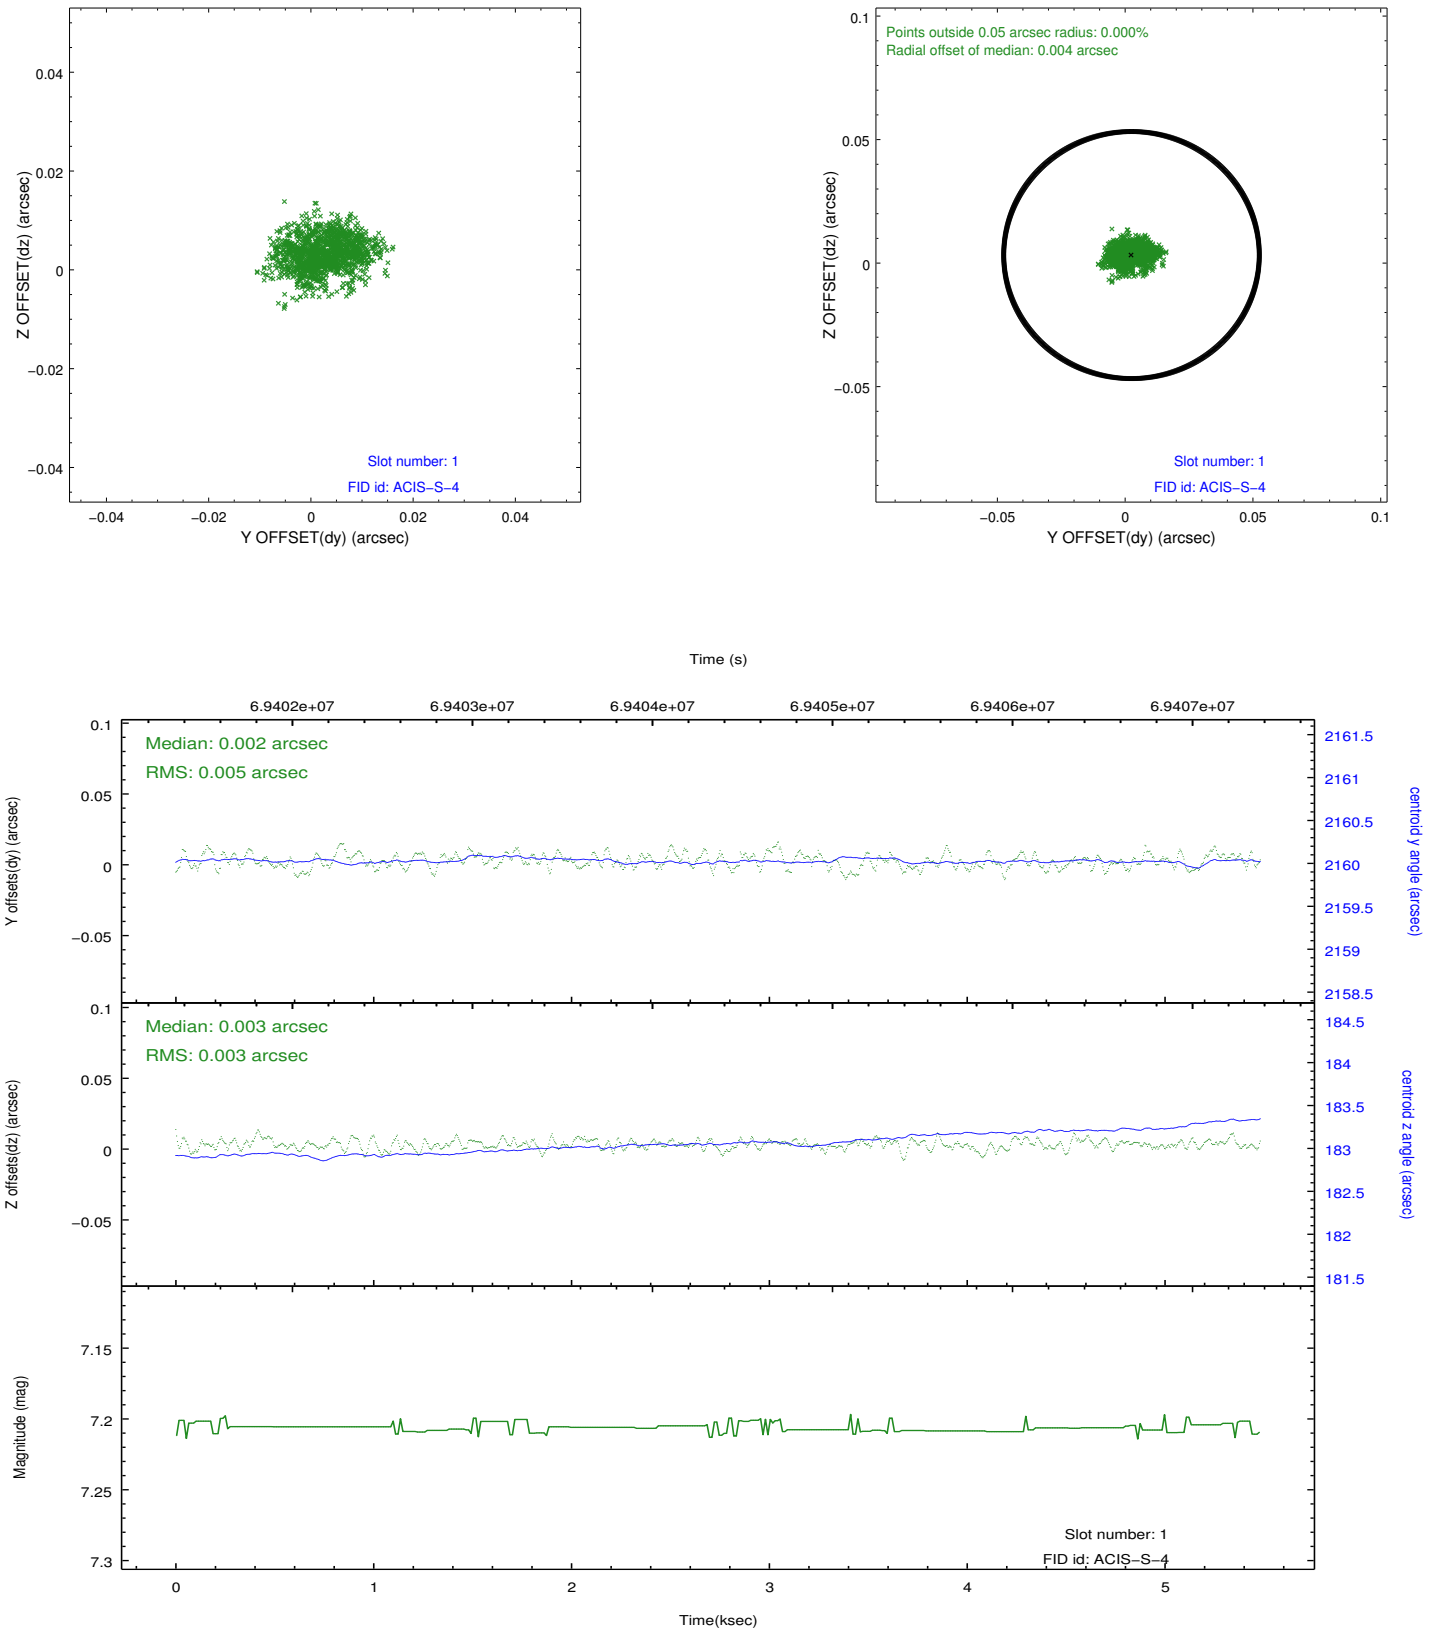 0.04
0.02
0
−0.02
−0.04
Z OFFSET(dz) (arcsec)
Slot number: 1
FID id: ACIS−S−4
−0.04
−0.02
0
0.02
0.04
Y OFFSET(dy) (arcsec)
Points outside 0.05 arcsec radius: 0.000%
Radial offset of median: 0.004 arcsec
0.1
0.05
0
−0.05
Z OFFSET(dz) (arcsec)
Slot number: 1
FID id: ACIS−S−4
−0.05
0
0.05
0.1
Y OFFSET(dy) (arcsec)
Time (s)
6.9402e+07
6.9403e+07
6.9404e+07
6.9405e+07
6.9406e+07
6.9407e+07
Median: 0.002 arcsec
RMS: 0.005 arcsec
0.1
0.05
0
−0.05
Y offsets(dy) (arcsec)
2161.5
2161
2160.5
2160
2159.5
2159
2158.5
centroid y angle (arcsec)
Median: 0.003 arcsec
RMS: 0.003 arcsec
0.1
0.05
0
−0.05
Z offsets(dz) (arcsec)
184.5
184
183.5
183
182.5
182
181.5
centroid z angle (arcsec)
7.15
7.2
7.25
7.3
Magnitude (mag)
Slot number: 1
FID id: ACIS−S−4
0
1
2
3
4
5
Time(ksec)